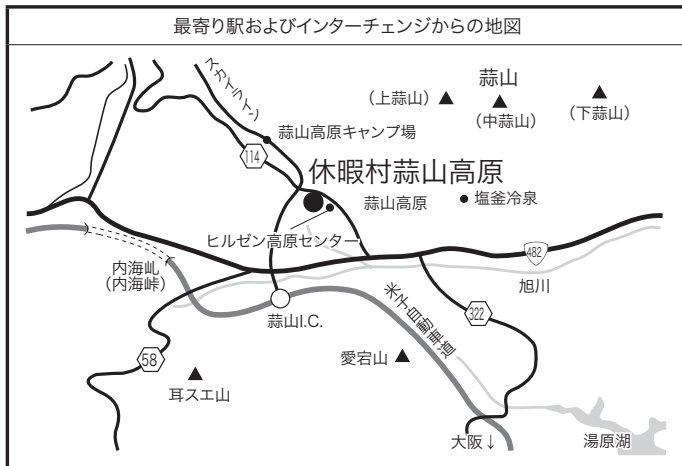 最寄り駅およびインターチェンジからの地図
スカイライン
蒜山
(上蒜山)
(中蒜山)
(下蒜山)
蒜山高原キャンプ場
114
休暇村蒜山高原
蒜山高原
塩釜冷泉
ヒルゼン高原センター
482
内海乢
(内海峠)
旭川
蒜山I.C.
米子自動車道
322
58
愛宕山
耳スエ山
大阪↓
湯原湖